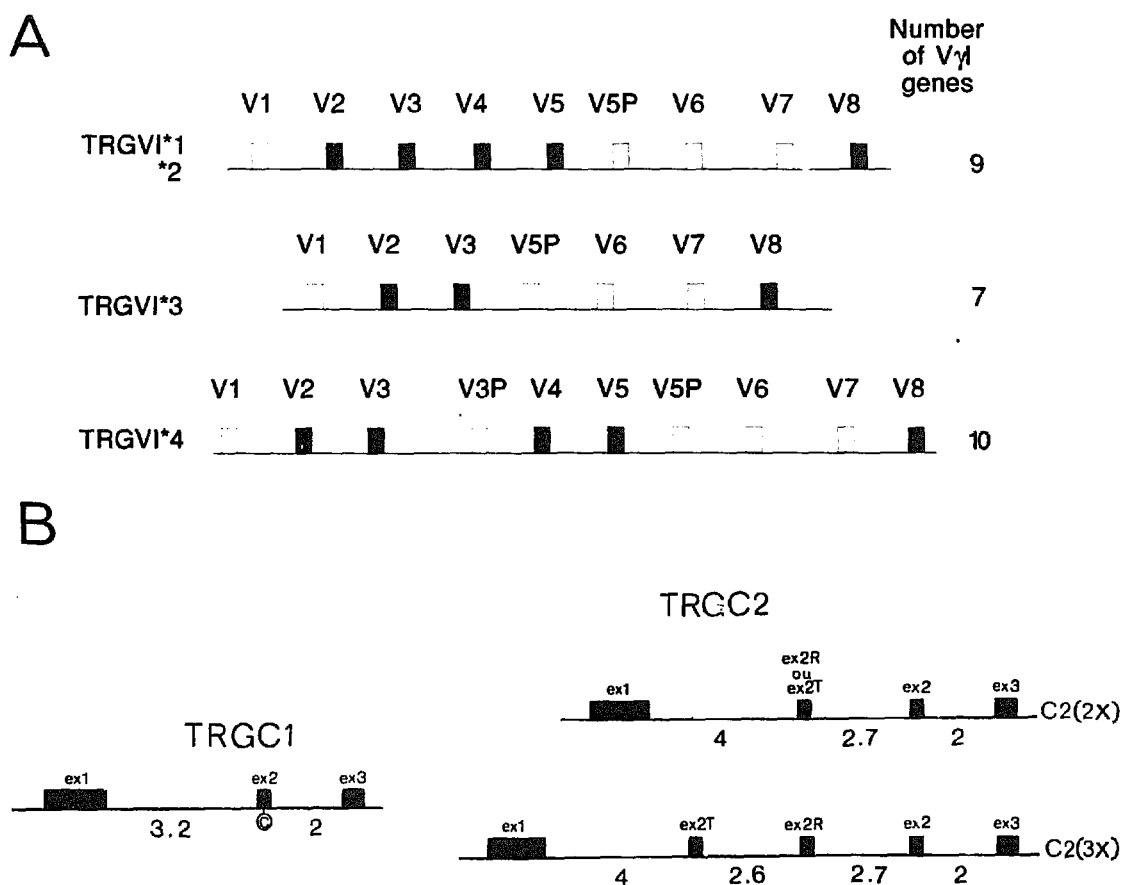 A
Number
of VγI
genes
V1 V2 V3 V4 V5 V5P V6 V7 V8
TRGVI*1
*2
9
V1 V2 V3 V5P V6 V7 V8
TRGVI*3
7
V1 V2 V3 V3P V4 V5 V5P V6 V7 V8
TRGVI*4
10
B
TRGC2
ex2R
ou
ex1 ex2T ex2 ex3
C2(2X)
4 2.7 2
TRGC1
ex1 ex2 ex3
C
3.2 2
ex1 ex2T ex2R ex2 ex3
C2(3X)
4 2.6 2.7 2